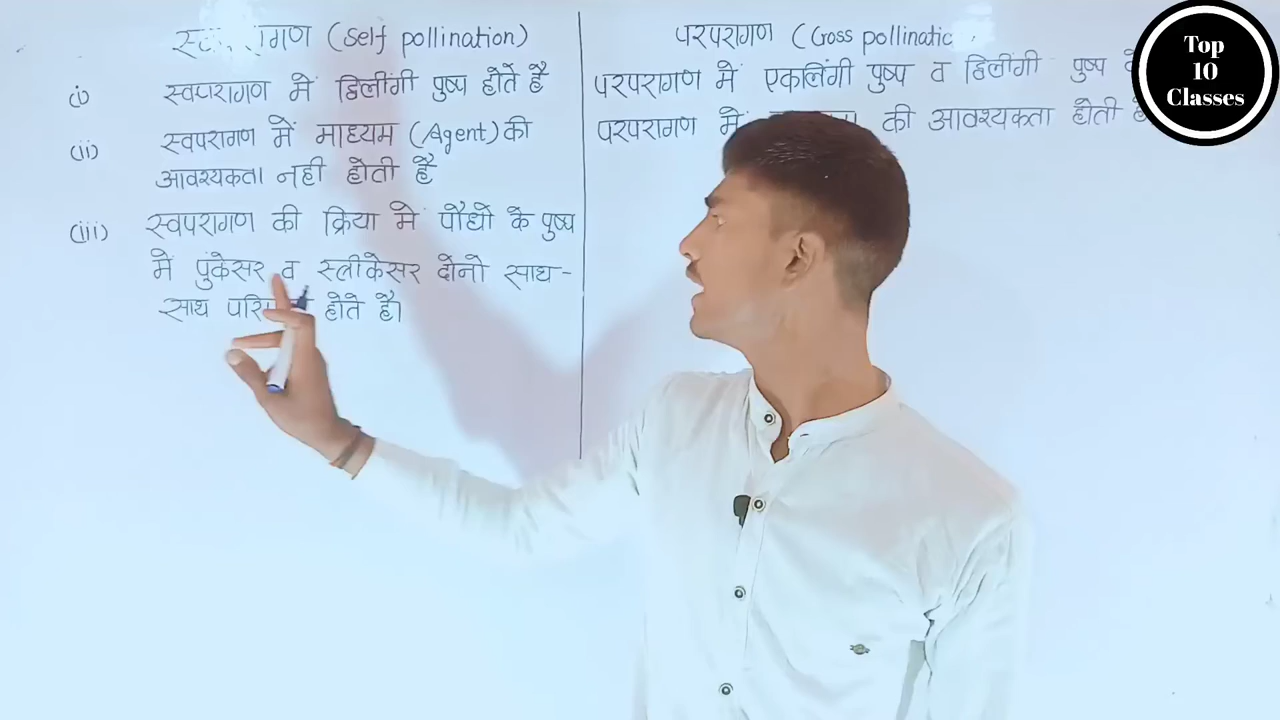 (Self pollination)
(i) स्वपरागण में द्विलींगी पुष्प होते है
(ii) स्वपरागण में माध्यम (Agent) की
आवश्यकता नही होती है
(iii) स्वपरागण की क्रिया मे पौधो के पुष्प
में पुंकेसर व स्त्रीकेसर दोनो साथ-
साथ होते है।
परपरागण (Cross
परपरागण में एकलिंगी पुष्प व द्विलींगी पुष्प
परपरागण में की आवश्यकता होती
Top
10
Classes